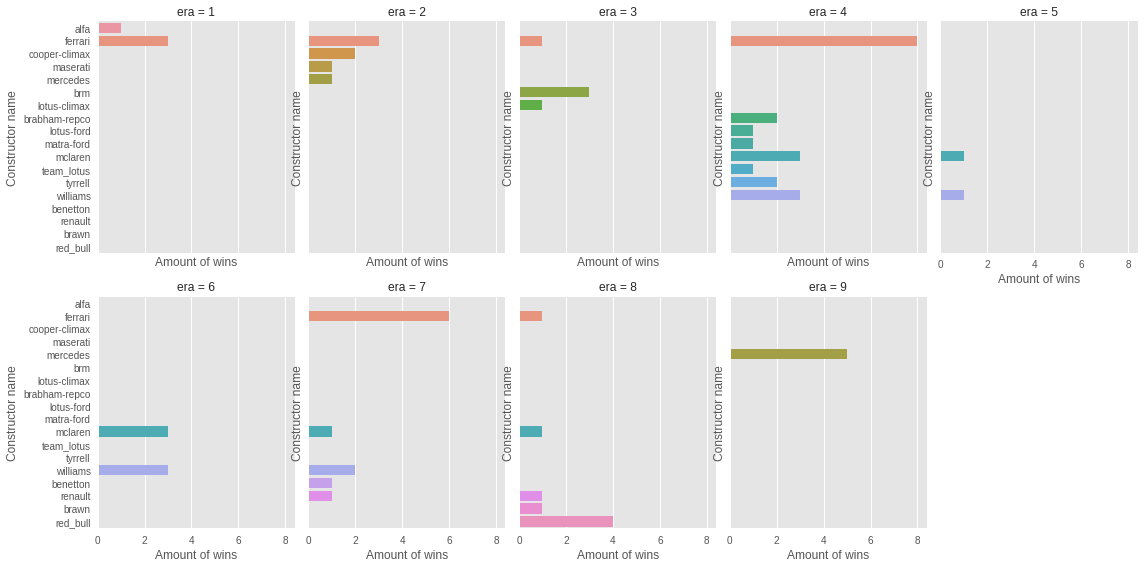 era = 1
era = 2
era = 3
era = 4
era = 5
Constructor name
alfa
ferrari
cooper-climax
maserati
mercedes
brm
lotus-climax
brabham-repco
lotus-ford
matra-ford
mclaren
team_lotus
tyrrell
williams
benetton
renault
brawn
red_bull
Constructor name
Constructor name
Constructor name
Constructor name
Amount of wins
Amount of wins
Amount of wins
Amount of wins
0 2 4 6 8
Amount of wins
era = 6
era = 7
era = 8
era = 9
Constructor name
alfa
ferrari
cooper-climax
maserati
mercedes
brm
lotus-climax
brabham-repco
lotus-ford
matra-ford
mclaren
team_lotus
tyrrell
williams
benetton
renault
brawn
red_bull
Constructor name
Constructor name
Constructor name
0 2 4 6 8
0 2 4 6 8
0 2 4 6 8
0 2 4 6 8
Amount of wins
Amount of wins
Amount of wins
Amount of wins